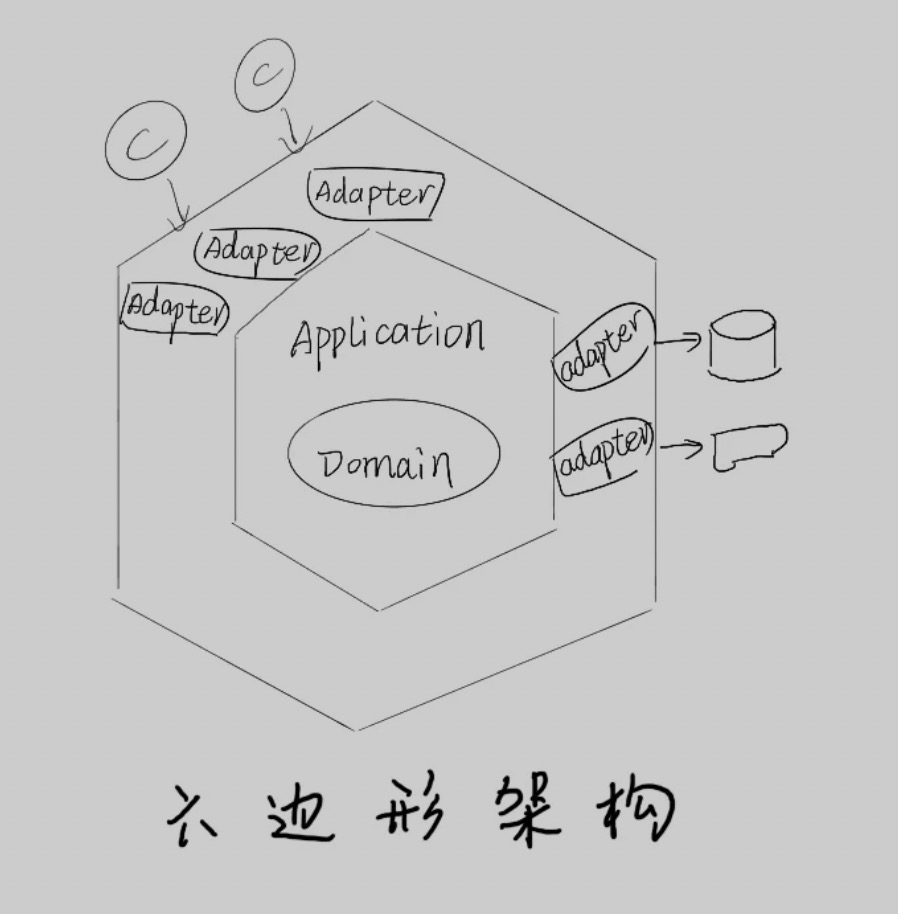 C
C
Adapter
Adapter
Adapter
Application
adapter
Domain
adapter
六边形架构